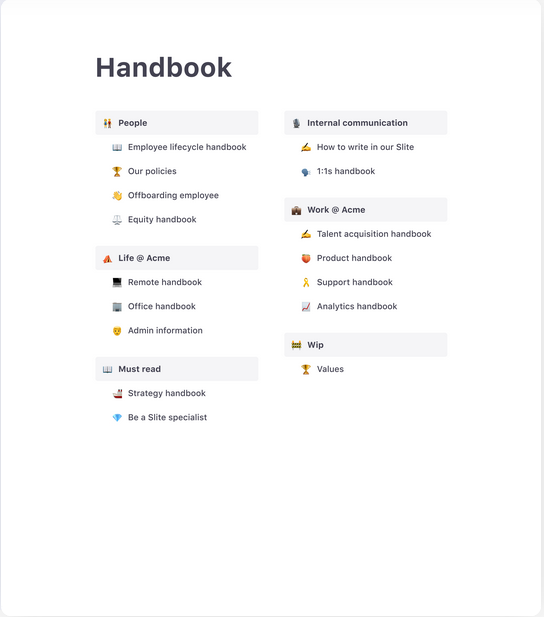 Handbook
People
Employee lifecycle handbook
Our policies
Offboarding employee
Equity handbook
Life @ Acme
Remote handbook
Office handbook
Admin information
Must read
Strategy handbook
Be a Slite specialist
Internal communication
How to write in our Slite
1:1s handbook
Work @ Acme
Talent acquisition handbook
Product handbook
Support handbook
Analytics handbook
Wip
Values